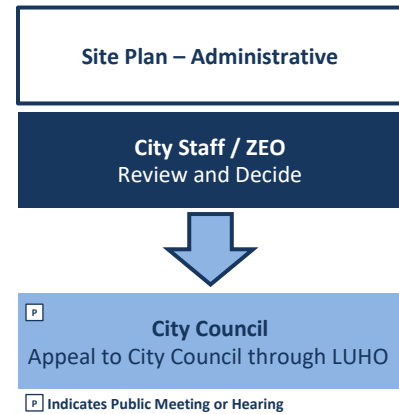 Site Plan – Administrative
City Staff / ZEO
Review and Decide
P
City Council
Appeal to City Council through LUHO
P Indicates Public Meeting or Hearing